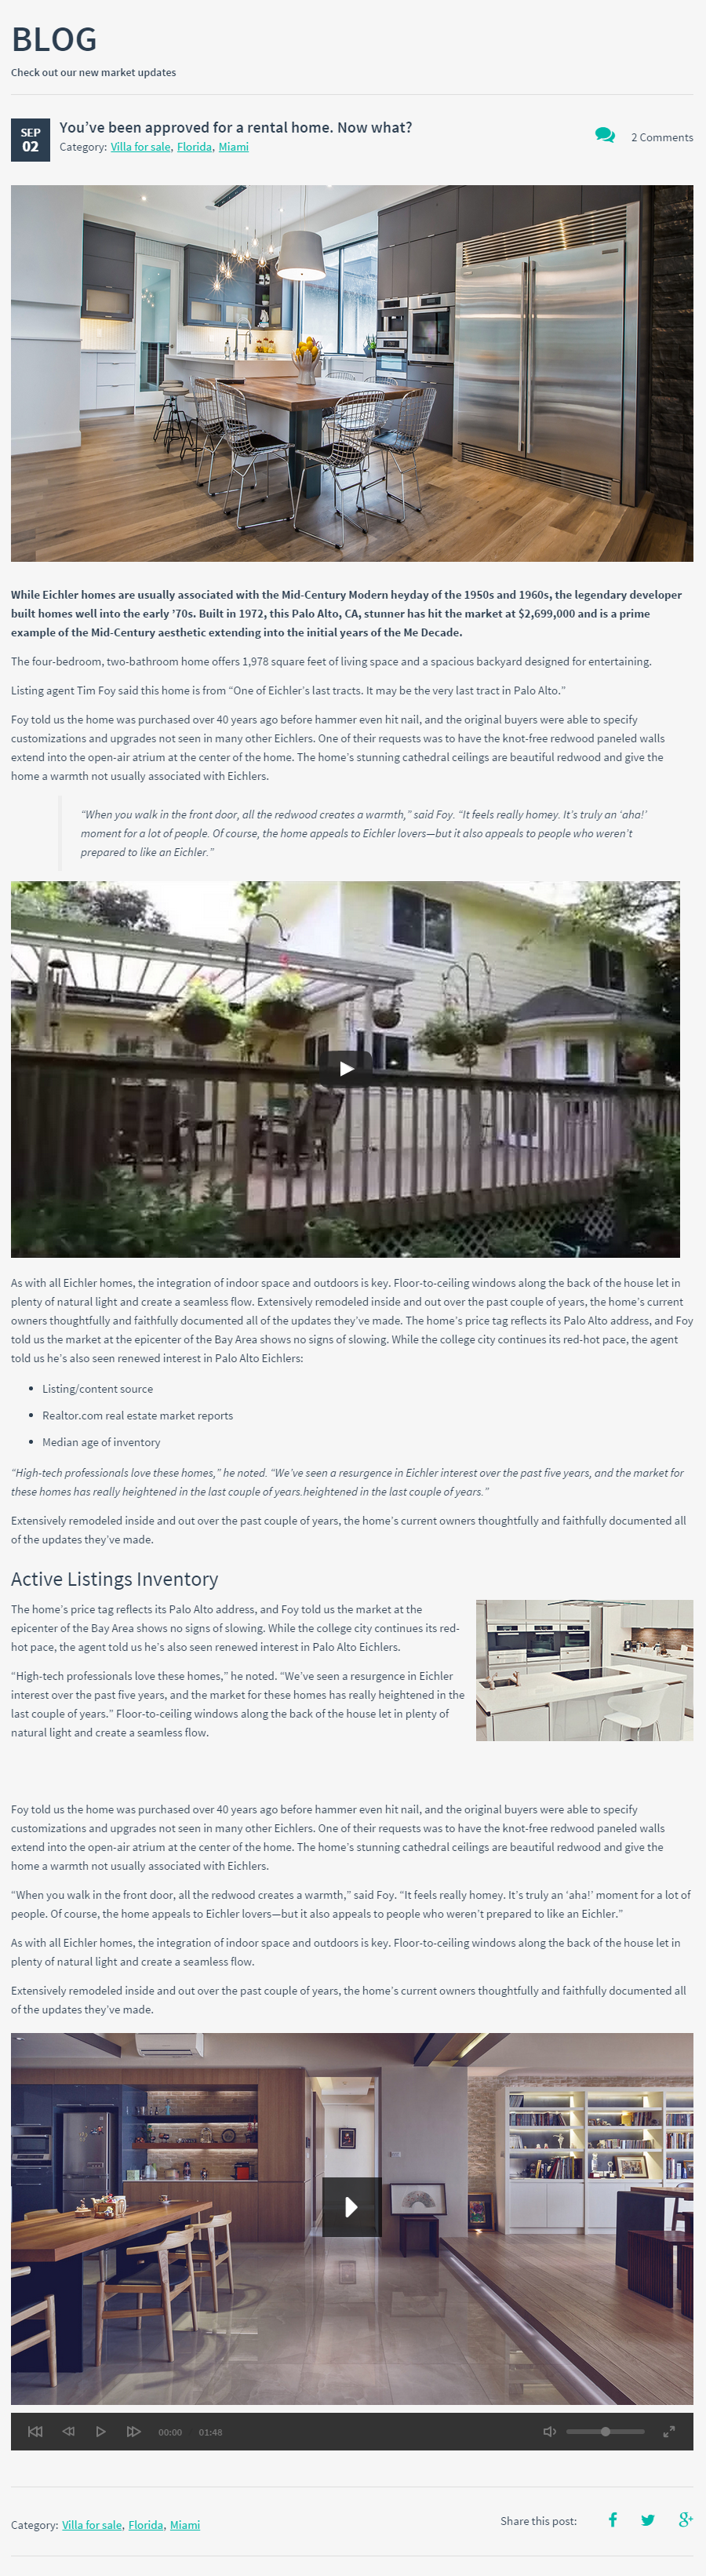 BLOG
Check out our new market updates
SEP
02
You’ve been approved for a rental home. Now what?
Category: Villa for sale, Florida, Miami
2 Comments
While Eichler homes are usually associated with the Mid-Century Modern heyday of the 1950s and 1960s, the legendary developer
built homes well into the early ’70s. Built in 1972, this Palo Alto, CA, stunner has hit the market at $2,699,000 and is a prime
example of the Mid-Century aesthetic extending into the initial years of the Me Decade.
The four-bedroom, two-bathroom home offers 1,978 square feet of living space and a spacious backyard designed for entertaining.
Listing agent Tim Foy said this home is from “One of Eichler’s last tracts. It may be the very last tract in Palo Alto.”
Foy told us the home was purchased over 40 years ago before hammer even hit nail, and the original buyers were able to specify
customizations and upgrades not seen in many other Eichlers. One of their requests was to have the knot-free redwood paneled walls
extend into the open-air atrium at the center of the home. The home’s stunning cathedral ceilings are beautiful redwood and give the
home a warmth not usually associated with Eichlers.
“When you walk in the front door, all the redwood creates a warmth,” said Foy. “It feels really homey. It’s truly an ‘aha!’
moment for a lot of people. Of course, the home appeals to Eichler lovers—but it also appeals to people who weren’t
prepared to like an Eichler.”
As with all Eichler homes, the integration of indoor space and outdoors is key. Floor-to-ceiling windows along the back of the house let in
plenty of natural light and create a seamless flow. Extensively remodeled inside and out over the past couple of years, the home’s current
owners thoughtfully and faithfully documented all of the updates they’ve made. The home’s price tag reflects its Palo Alto address, and Foy
told us the market at the epicenter of the Bay Area shows no signs of slowing. While the college city continues its red-hot pace, the agent
told us he’s also seen renewed interest in Palo Alto Eichlers:
• Listing/content source
• Realtor.com real estate market reports
• Median age of inventory
“High-tech professionals love these homes,” he noted. “We’ve seen a resurgence in Eichler interest over the past five years, and the market for
these homes has really heightened in the last couple of years.heightened in the last couple of years.”
Extensively remodeled inside and out over the past couple of years, the home’s current owners thoughtfully and faithfully documented all
of the updates they’ve made.
Active Listings Inventory
The home’s price tag reflects its Palo Alto address, and Foy told us the market at the
epicenter of the Bay Area shows no signs of slowing. While the college city continues its red-
hot pace, the agent told us he’s also seen renewed interest in Palo Alto Eichlers.
“High-tech professionals love these homes,” he noted. “We’ve seen a resurgence in Eichler
interest over the past five years, and the market for these homes has really heightened in the
last couple of years.” Floor-to-ceiling windows along the back of the house let in plenty of
natural light and create a seamless flow.
Foy told us the home was purchased over 40 years ago before hammer even hit nail, and the original buyers were able to specify
customizations and upgrades not seen in many other Eichlers. One of their requests was to have the knot-free redwood paneled walls
extend into the open-air atrium at the center of the home. The home’s stunning cathedral ceilings are beautiful redwood and give the
home a warmth not usually associated with Eichlers.
“When you walk in the front door, all the redwood creates a warmth,” said Foy. “It feels really homey. It’s truly an ‘aha!’ moment for a lot of
people. Of course, the home appeals to Eichler lovers—but it also appeals to people who weren’t prepared to like an Eichler.”
As with all Eichler homes, the integration of indoor space and outdoors is key. Floor-to-ceiling windows along the back of the house let in
plenty of natural light and create a seamless flow.
Extensively remodeled inside and out over the past couple of years, the home’s current owners thoughtfully and faithfully documented all
of the updates they’ve made.
00:00 01:48
Category: Villa for sale, Florida, Miami
Share this post: